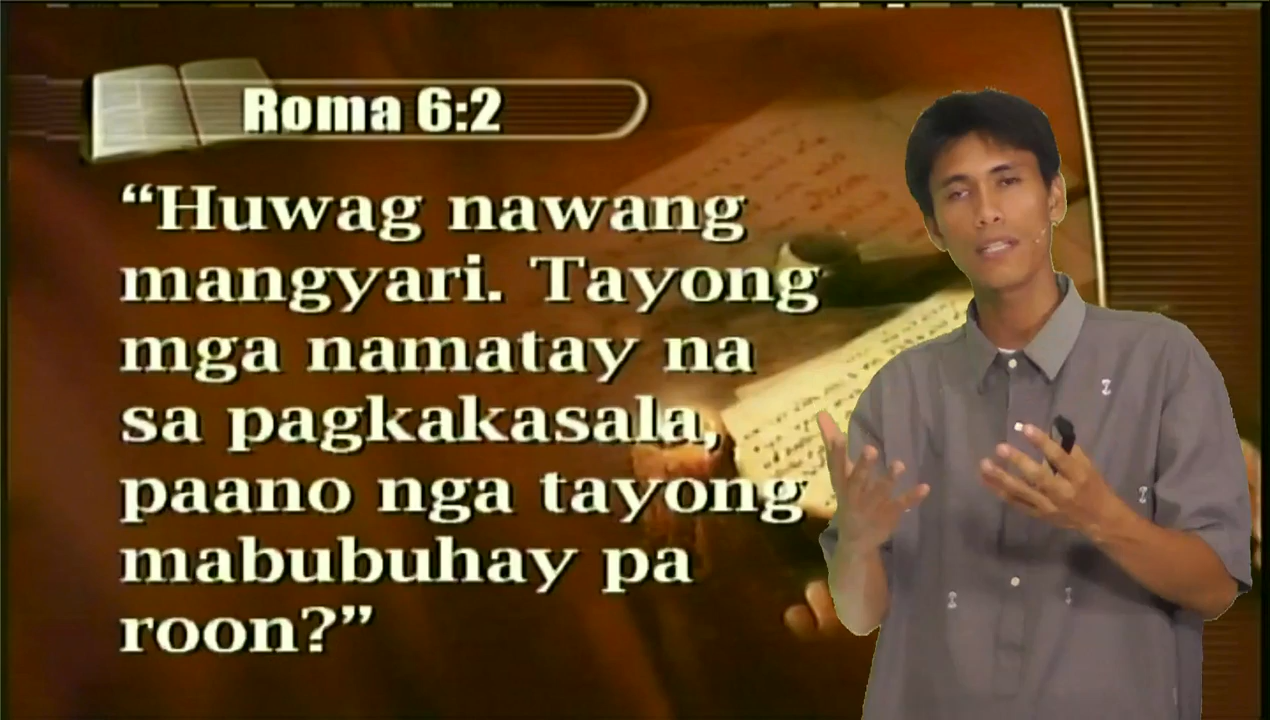 Roma 6:2
“Huwag nawang
mangyari. Tayong
mga namatay na
sa pagkakasala,
paano nga tayong
mabubuhay pa
roon?”